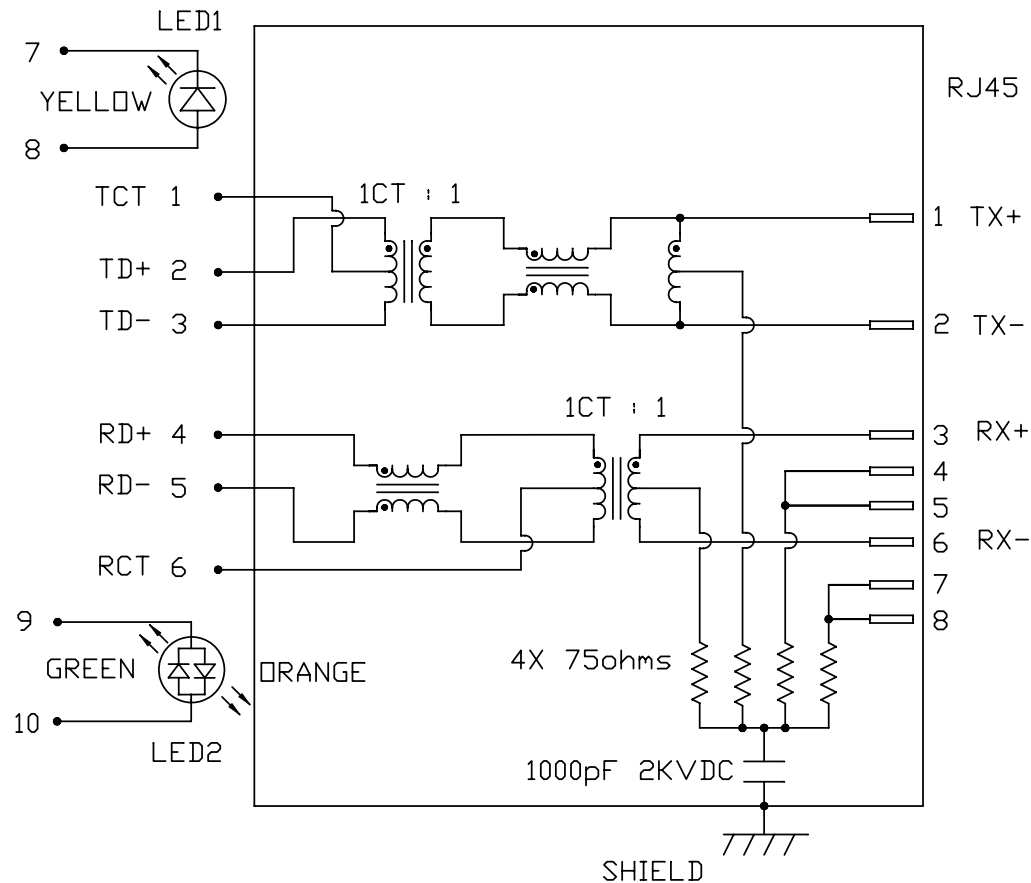 LED1
7
RJ45
YELLOW
8
TCT 1
1CT : 1
1 TX+
TD+ 2
TD- 3
2 TX-
1CT : 1
RD+ 4
3 RX+
4
RD- 5
5
6 RX-
RCT 6
7
8
9
4X 75ohms
GREEN
ORANGE
10
LED2
1000pF 2KVDC
SHIELD